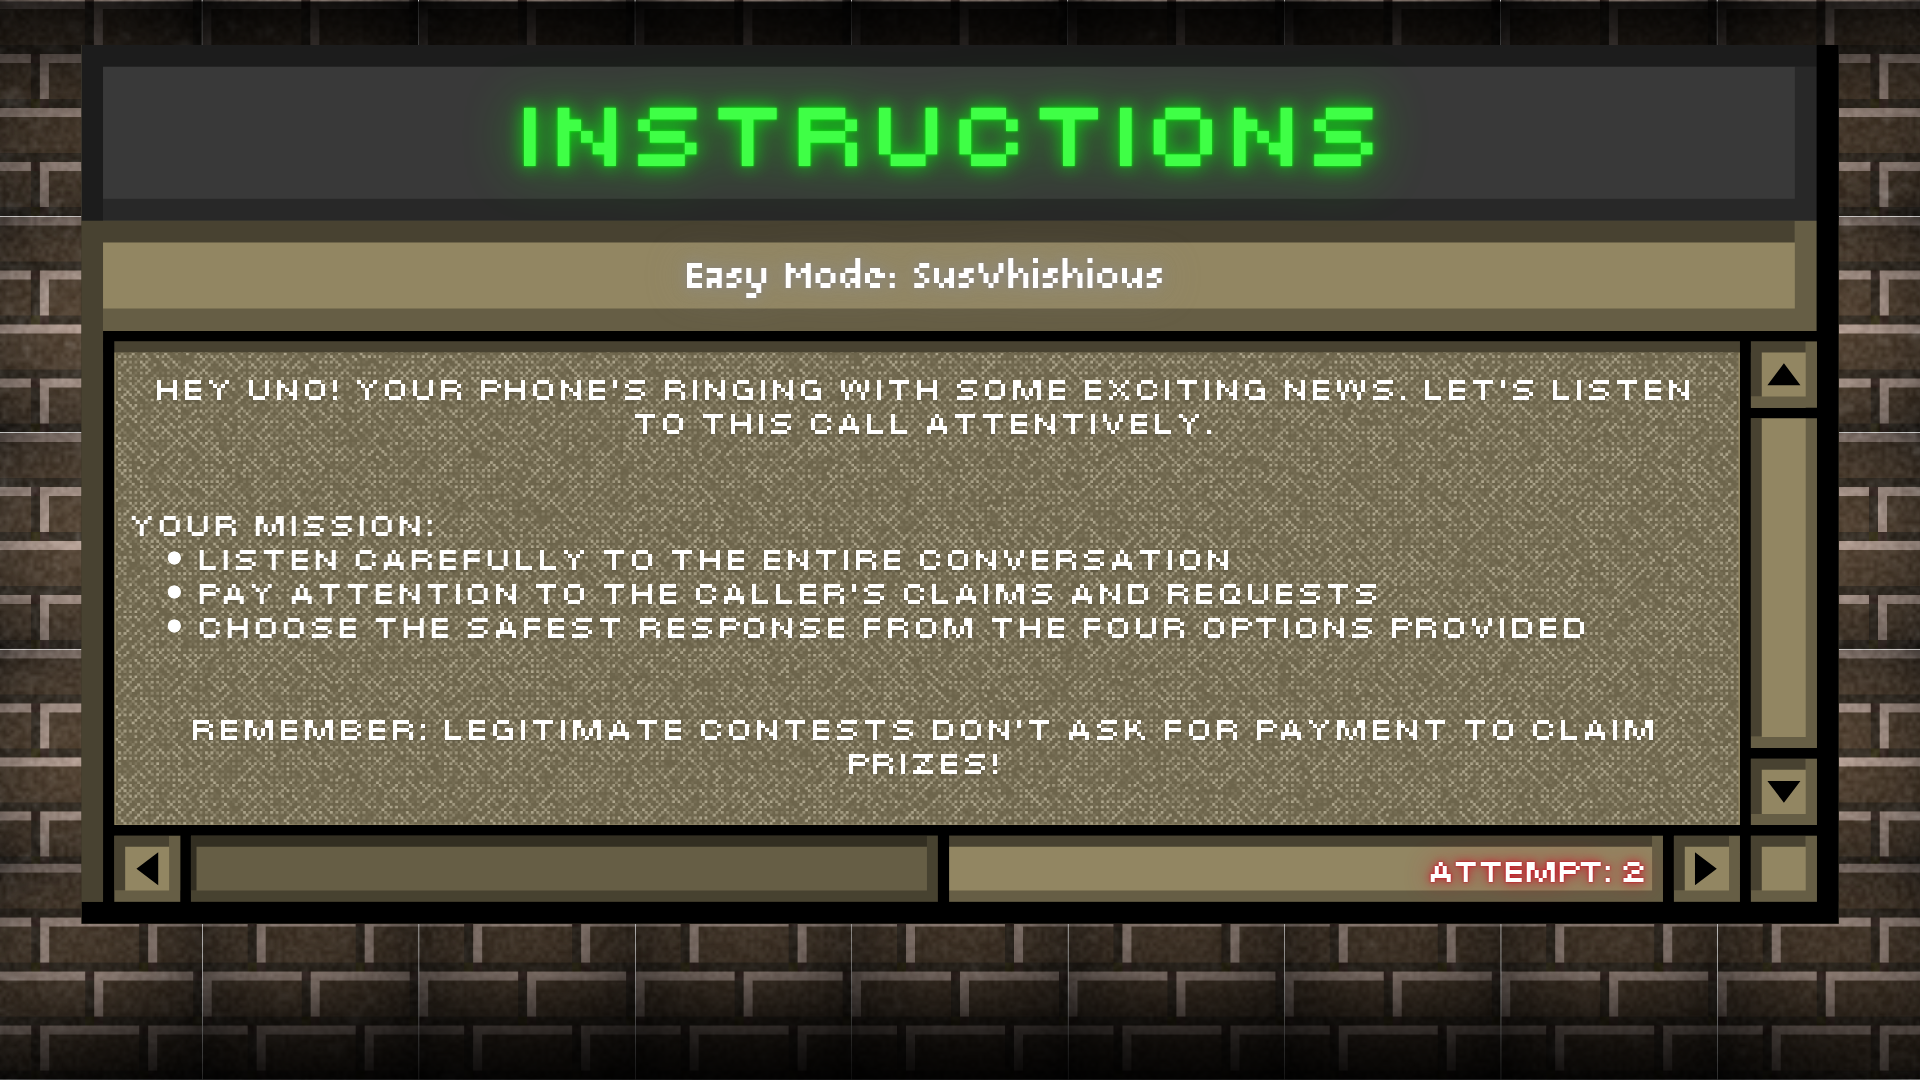 INSTRUCTIONS
Easy Mode: SusVhishious
HEY UNO! YOUR PHONE'S RINGING WITH SOME EXCITING NEWS. LET'S LISTEN
TO THIS CALL ATTENTIVELY.
YOUR MISSION:
• LISTEN CAREFULLY TO THE ENTIRE CONVERSATION
• PAY ATTENTION TO THE CALLER'S CLAIMS AND REQUESTS
• CHOOSE THE SAFEST RESPONSE FROM THE FOUR OPTIONS PROVIDED
REMEMBER: LEGITIMATE CONTESTS DON'T ASK FOR PAYMENT TO CLAIM
PRIZES!
ATTEMPT: 2